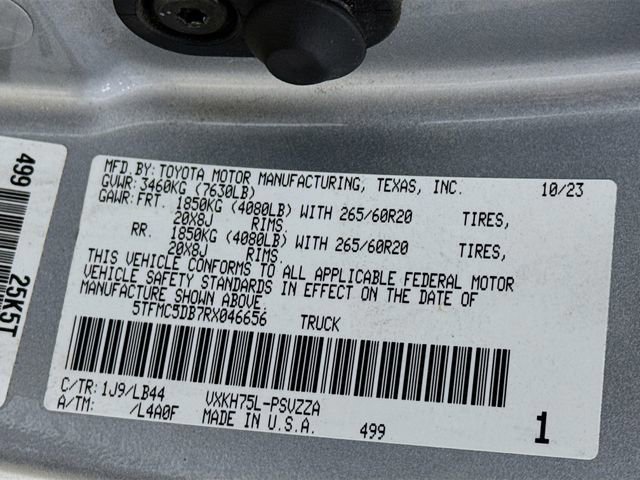 MFD.BY:TOYOTA MOTOR MANUFACTURING, TEXAS, INC. 10/23
GVWR: 3460KG (7630LB)
GAWR:FRT. 1850KG (4080LB) WITH 265/60R20 TIRES,
20X8J RIMS.
RR. 1850KG (4080LB) WITH 265/60R20 TIRES,
20X8J RIMS.
THIS VEHICLE CONFORMS TO ALL APPLICABLE FEDERAL MOTOR
VEHICLE SAFETY STANDARDS IN EFFECT ON THE DATE OF
MANUFACTURE SHOWN ABOVE.
5TFMC5DB7RX046656 TRUCK
C/TR:1J9/LB44 VXKH75L-PSVZZA
A/TM: /L4A0F MADE IN U.S.A. 499 1
499
25K5T